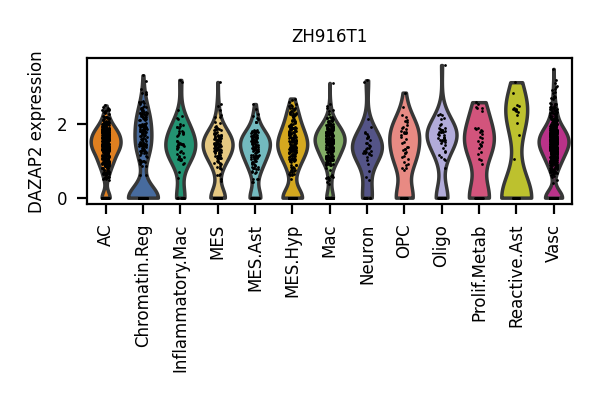 ZH916T1
DAZAP2 expression
2
0
AC
Chromatin.Reg
Inflammatory.Mac
MES
MES.Ast
MES.Hyp
Mac
Neuron
OPC
Oligo
Prolif.Metab
Reactive.Ast
Vasc